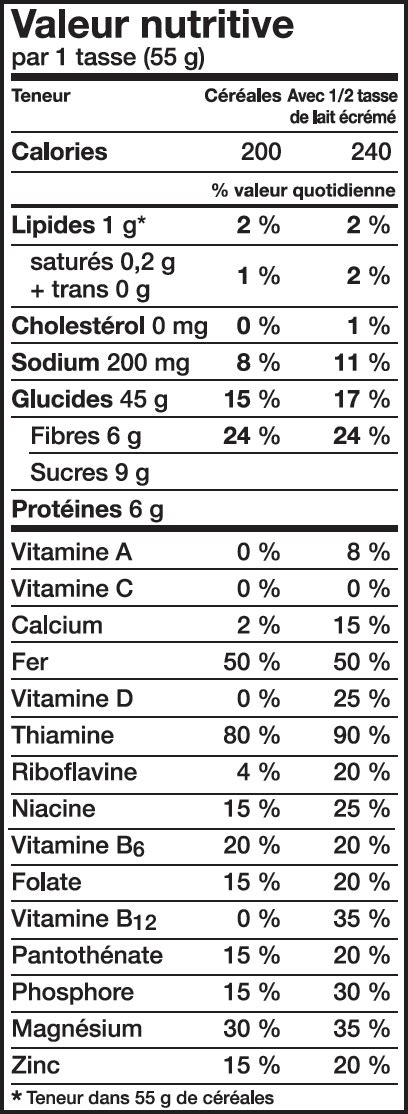 Valeur nutritive
par 1 tasse (55 g)
Teneur Céréales Avec 1/2 tasse
de lait écrémé
Calories 200 240
% valeur quotidienne
Lipides 1 g* 2 % 2 %
saturés 0,2 g
+ trans 0 g 1 % 2 %
Cholestérol 0 mg 0 % 1 %
Sodium 200 mg 8 % 11 %
Glucides 45 g 15 % 17 %
Fibres 6 g 24 % 24 %
Sucres 9 g
Protéines 6 g
Vitamine A 0 % 8 %
Vitamine C 0 % 0 %
Calcium 2 % 15 %
Fer 50 % 50 %
Vitamine D 0 % 25 %
Thiamine 80 % 90 %
Riboflavine 4 % 20 %
Niacine 15 % 25 %
Vitamine B6 20 % 20 %
Folate 15 % 20 %
Vitamine B12 0 % 35 %
Pantothénate 15 % 20 %
Phosphore 15 % 30 %
Magnésium 30 % 35 %
Zinc 15 % 20 %
* Teneur dans 55 g de céréales